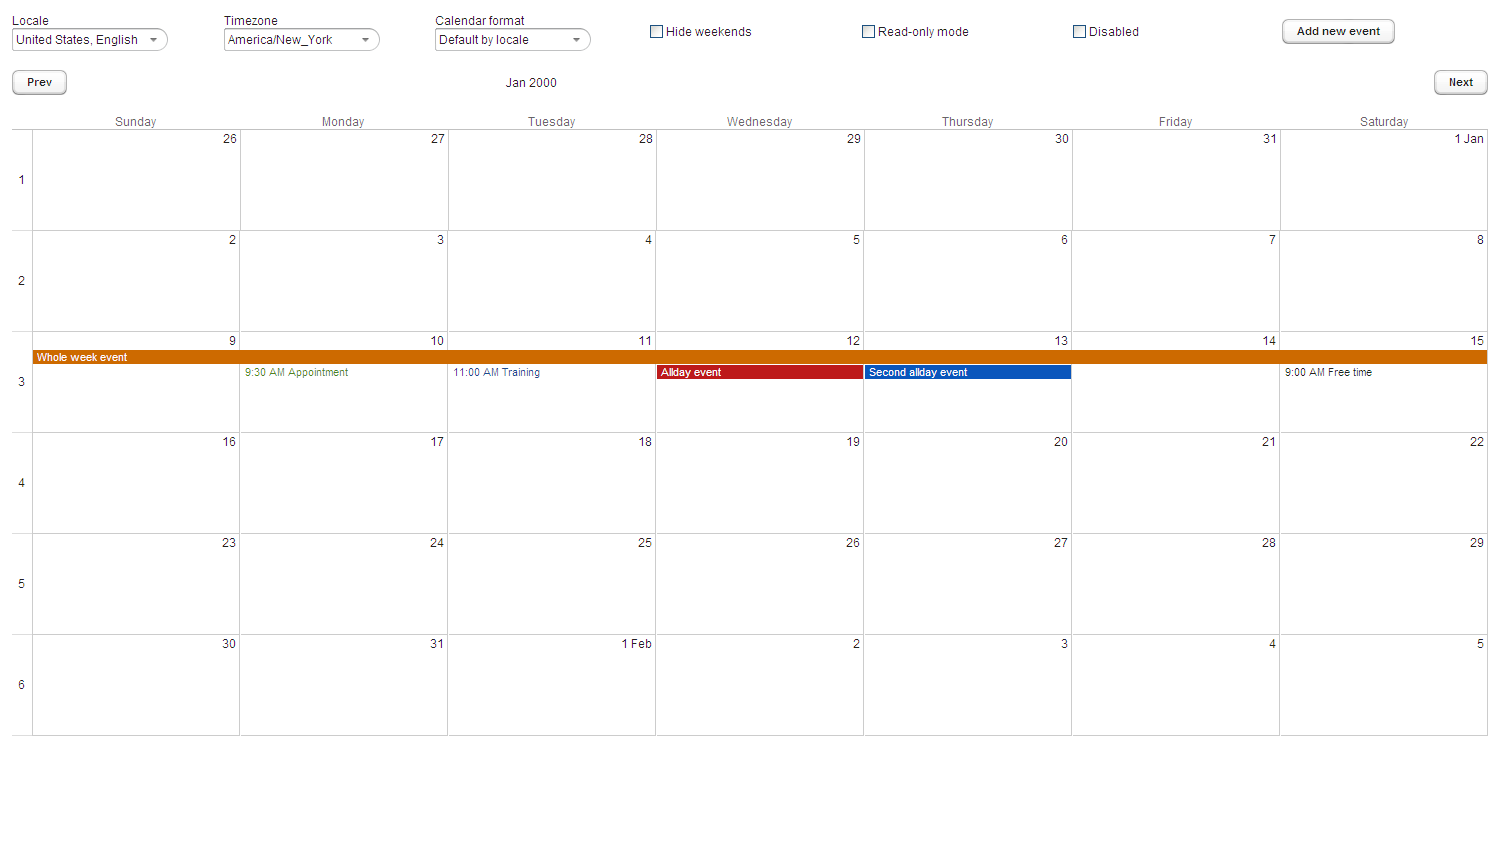 Locale
Timezone
Calendar format
United States, English
America/New_York
Default by locale
Hide weekends
Read-only mode
Disabled
Add new event
Prev
Jan 2000
Next
Sunday Monday Tuesday Wednesday Thursday Friday Saturday
26 27 28 29 30 31 1 Jan
1
2 3 4 5 6 7 8
2
9 10 11 12 13 14 15
Whole week event
9:30 AM Appointment
11:00 AM Training
Allday event
Second allday event
9:00 AM Free time
3
16 17 18 19 20 21 22
4
23 24 25 26 27 28 29
5
30 31 1 Feb 2 3 4 5
6